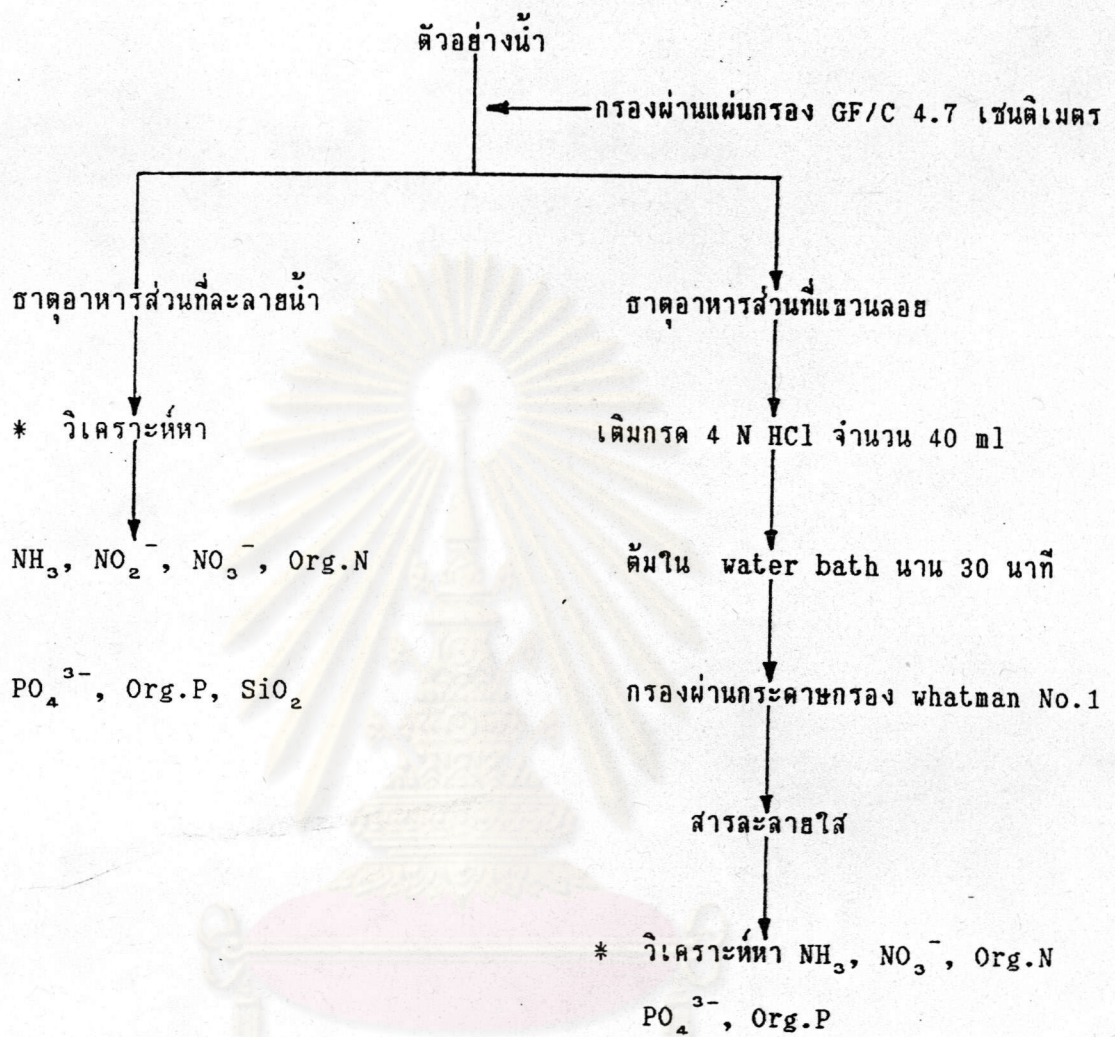 ตัวอย่างน้ำ
กรองผ่านแผ่นกรอง GF/C 4.7 เซนติเมตร
ธาตุอาหารส่วนที่ละลายน้ำ
* วิเคราะห์หา
NH₃, NO₂⁻, NO₃⁻, Org.N
PO₄³⁻, Org.P, SiO₂
ธาตุอาหารส่วนที่แขวนลอย
เติมกรด 4 N HCl จำนวน 40 ml
ต้มใน water bath นาน 30 นาที
กรองผ่านกระดาษกรอง whatman No.1
สารละลายใส
* วิเคราะห์หา NH₃, NO₃⁻, Org.N
PO₄³⁻, Org.P